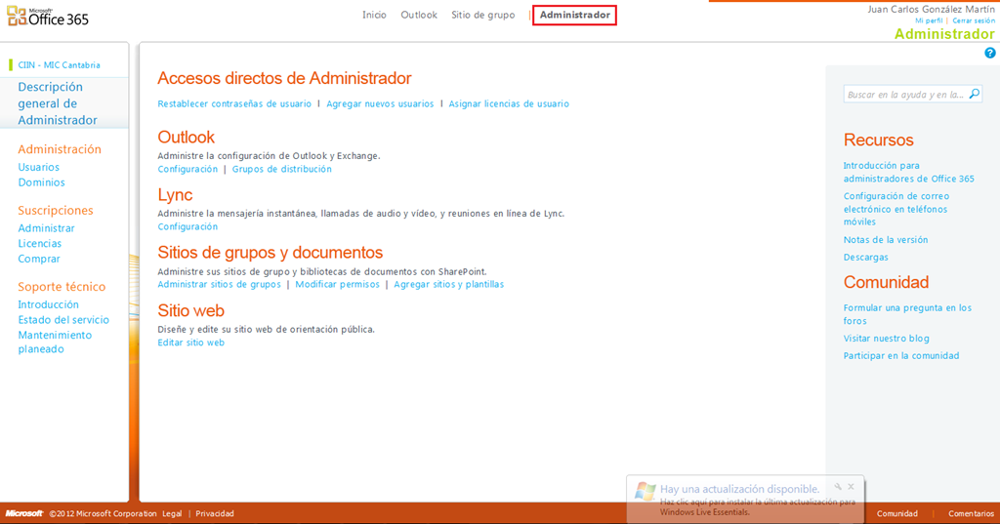 Microsoft®
Office 365
Inicio Outlook Sitio de grupo | Administrador
Juan Carlos González Martín
Mi perfil | Cerrar sesión
Administrador
CIIN - MIC Cantabria
Descripción
general de
Administrador
Administración
Usuarios
Dominios
Suscripciones
Administrar
Licencias
Comprar
Soporte técnico
Introducción
Estado del servicio
Mantenimiento
planeado
Accesos directos de Administrador
Restablecer contraseñas de usuario | Agregar nuevos usuarios | Asignar licencias de usuario
Outlook
Administre la configuración de Outlook y Exchange.
Configuración | Grupos de distribución
Lync
Administre la mensajería instantánea, llamadas de audio y vídeo, y reuniones en línea de Lync.
Configuración
Sitios de grupos y documentos
Administre sus sitios de grupo y bibliotecas de documentos con SharePoint.
Administrar sitios de grupos | Modificar permisos | Agregar sitios y plantillas
Sitio web
Diseñe y edite su sitio web de orientación pública.
Editar sitio web
?
Buscar en la ayuda y en la...
Recursos
Introducción para
administradores de Office 365
Configuración de correo
electrónico en teléfonos
móviles
Notas de la versión
Descargas
Comunidad
Formular una pregunta en los
foros
Visitar nuestro blog
Participar en la comunidad
Hay una actualización disponible.
Haz clic aquí para instalar la última actualización para
Windows Live Essentials.
Microsoft ©2012 Microsoft Corporation Legal | Privacidad
Comunidad | Comentarios